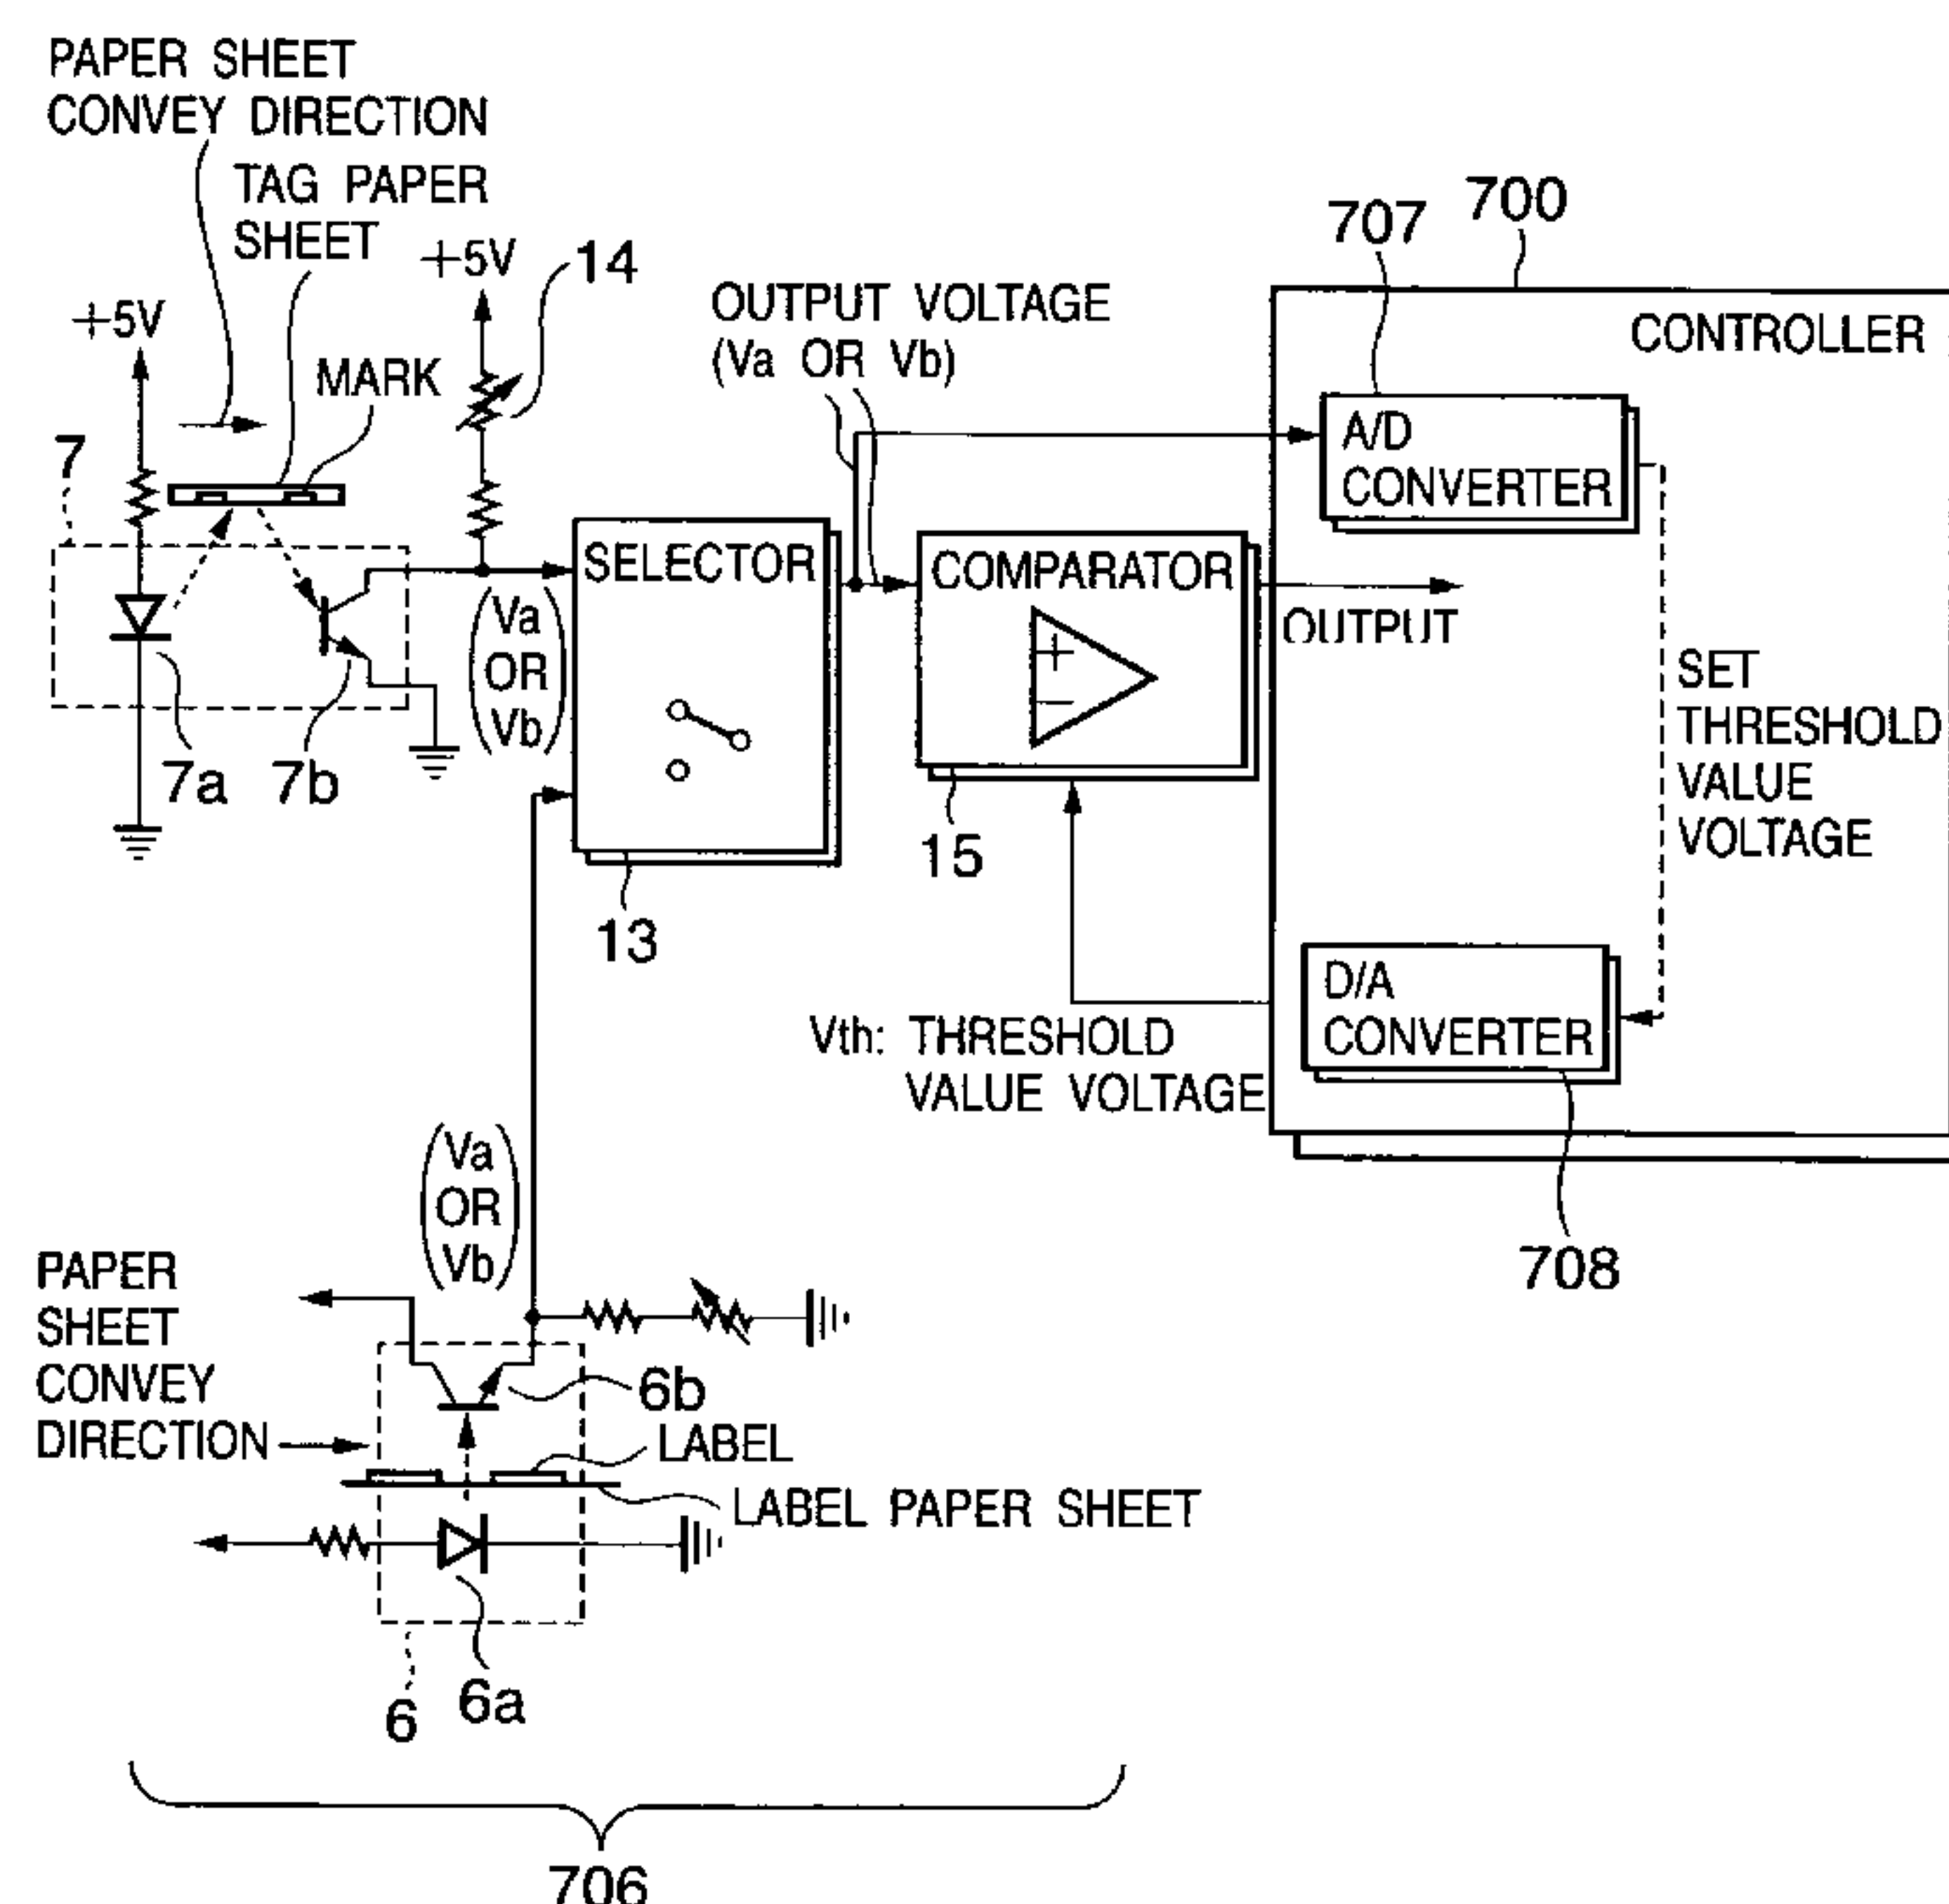 PAPER SHEET
CONVEY DIRECTION
TAG PAPER
SHEET
+5V
14
+5V
MARK
7
7a
7b
(Va
OR
Vb)
OUTPUT VOLTAGE
(Va OR Vb)
SELECTOR
13
COMPARATOR
+
−
15
707
700
CONTROLLER
A/D
CONVERTER
OUTPUT
SET
THRESHOLD
VALUE
VOLTAGE
D/A
CONVERTER
Vth: THRESHOLD
VALUE VOLTAGE
708
(Va
OR
Vb)
PAPER
SHEET
CONVEY
DIRECTION
6b
LABEL
LABEL PAPER SHEET
6a
6
706